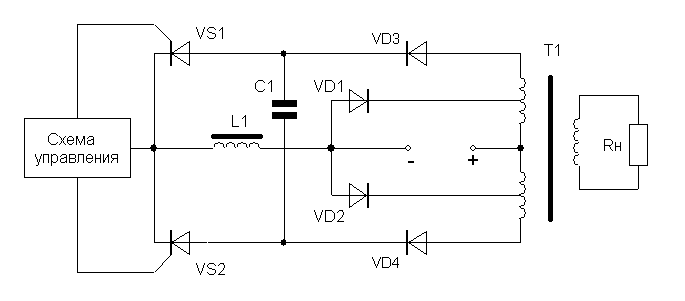 VS1
VD3
T1
C1
VD1
L1
Схема
управления
Rн
-
+
VD2
VS2
VD4